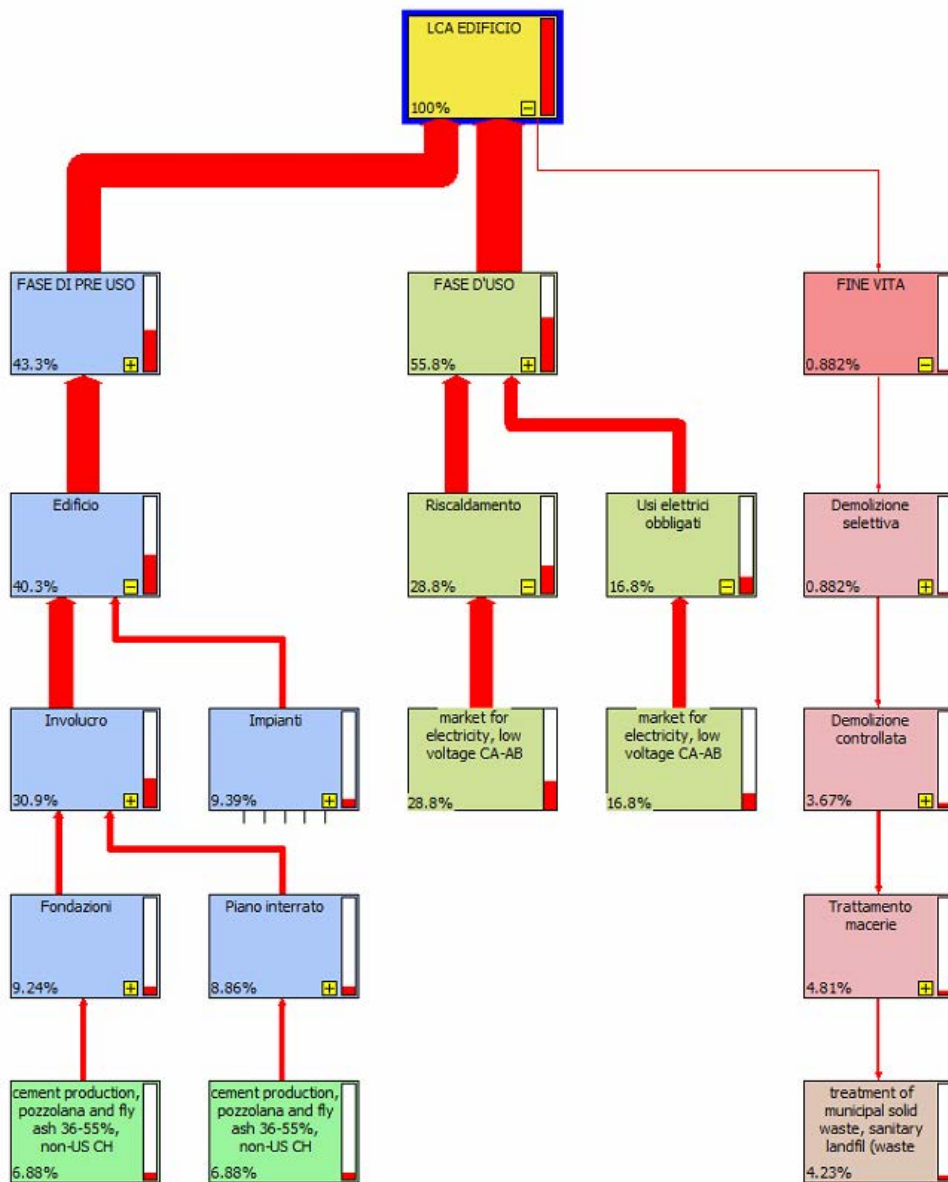 LCA EDIFICIO
100%
FASE DI PRE USO
43.3%
FASE D'USO
55.8%
FINE VITA
0.882%
Edificio
40.3%
Riscaldamento
28.8%
Usi elettrici
obbligati
16.8%
Demolizione
selettiva
0.882%
Involucro
30.9%
Impianti
9.39%
market for
electricity, low
voltage CA-AB
28.8%
market for
electricity, low
voltage CA-AB
16.8%
Demolizione
controllata
3.67%
Fondazioni
9.24%
Piano interrato
8.86%
Trattamento
macerie
4.81%
cement production,
pozzolana and fly
ash 36-55%,
non-US CH
6.88%
cement production,
pozzolana and fly
ash 36-55%,
non-US CH
6.88%
treatment of
municipal solid
waste, sanitary
landfil (waste
4.23%